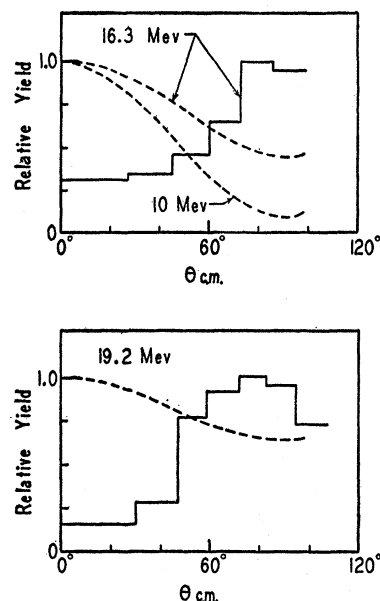 16.3 Mev
1.0
Relative Yield
10 Mev
0
0° 60° 120°
θ c.m.
19.2 Mev
1.0
Relative Yield
0
0° 60° 120°
θ c.m.